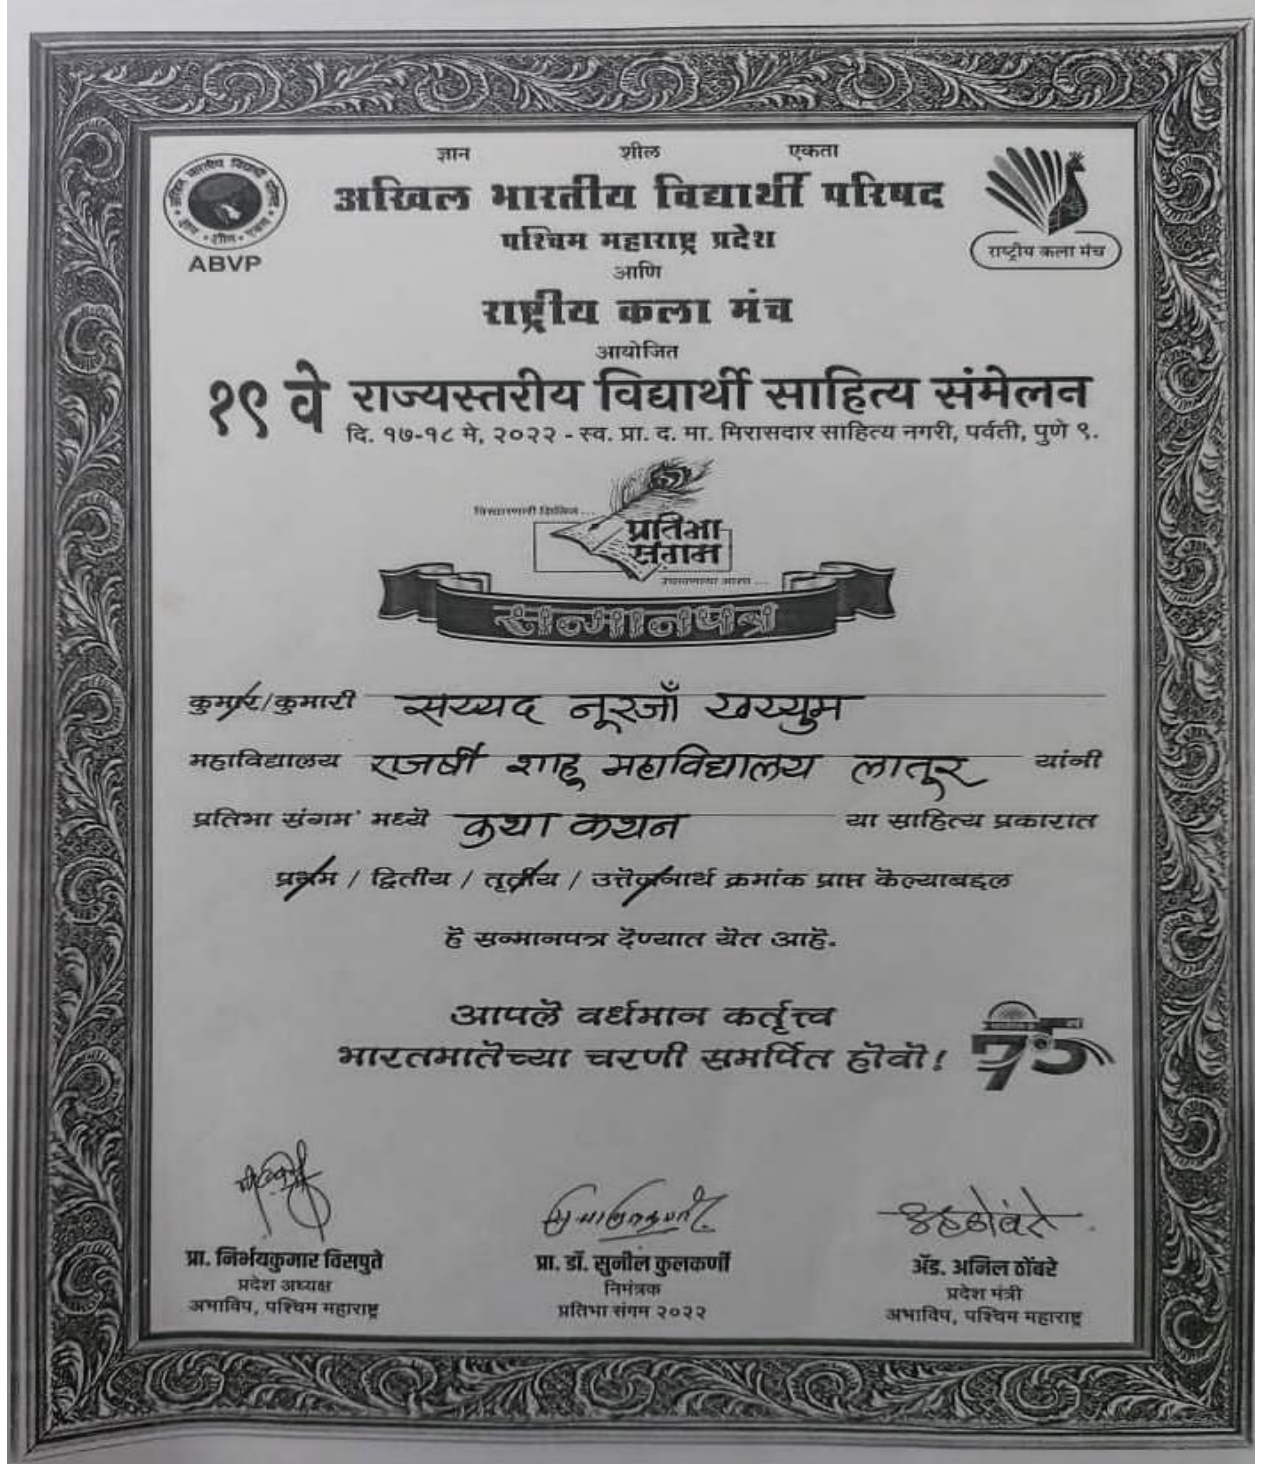 ज्ञान शील एकता
अखिल भारतीय विद्यार्थी परिषद
पश्चिम महाराष्ट्र प्रदेश
आणि
राष्ट्रीय कला मंच
आयोजित
ABVP
राष्ट्रीय कला मंच
१९ वे राज्यस्तरीय विद्यार्थी साहित्य संमेलन
दि. १७-१८ मे, २०२२ - स्व. प्रा. द. मा. मिरासदार साहित्य नगरी, पर्वती, पुणे ९.
प्रतिभा
संगम
सन्मानपत्र
कुमार/कुमारी सय्यद नूरजाँ खय्युम
महाविद्यालय राजर्षी शाहू महाविद्यालय लातूर यांनी
प्रतिभा संगम' मध्ये कथा कथन या साहित्य प्रकारात
प्रथम / द्वितीय / तृतीय / उत्तेजनार्थ क्रमांक प्राप्त केल्याबद्दल
हे सन्मानपत्र देण्यात येत आहे.
आपले वर्धमान कर्तृत्त्व
भारतमातेच्या चरणी समर्पित होवो!
75
प्रा. निर्भयकुमार विसपुते
प्रदेश अध्यक्ष
अभाविप, पश्चिम महाराष्ट्र
प्रा. डॉ. सुनील कुलकर्णी
निमंत्रक
प्रतिभा संगम २०२२
ॲड. अनिल ठोंबरे
प्रदेश मंत्री
अभाविप, पश्चिम महाराष्ट्र